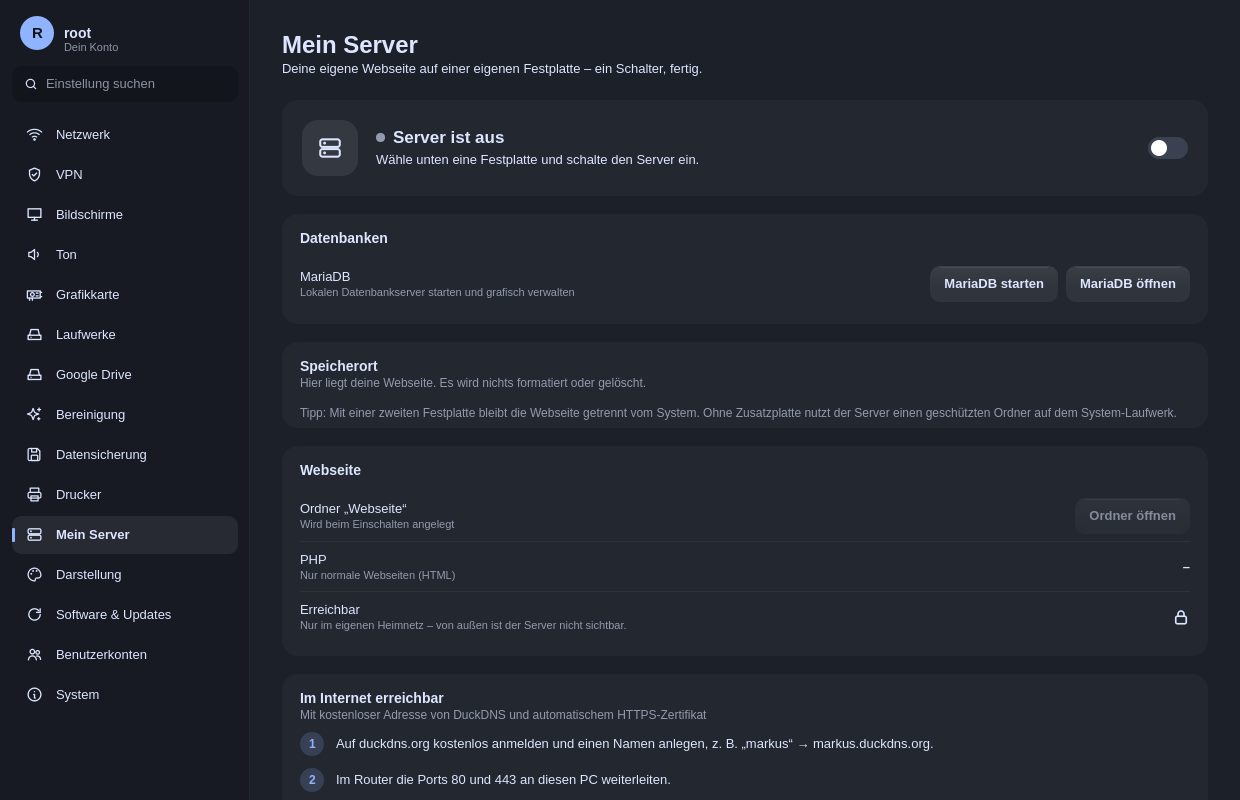 R
root
Dein Konto
Einstellung suchen
Netzwerk
VPN
Bildschirme
Ton
Grafikkarte
Laufwerke
Google Drive
Bereinigung
Datensicherung
Drucker
Mein Server
Darstellung
Software & Updates
Benutzerkonten
System
Mein Server
Deine eigene Webseite auf einer eigenen Festplatte – ein Schalter, fertig.
Server ist aus
Wähle unten eine Festplatte und schalte den Server ein.
Datenbanken
MariaDB
Lokalen Datenbankserver starten und grafisch verwalten
MariaDB starten
MariaDB öffnen
Speicherort
Hier liegt deine Webseite. Es wird nichts formatiert oder gelöscht.
Tipp: Mit einer zweiten Festplatte bleibt die Webseite getrennt vom System. Ohne Zusatzplatte nutzt der Server einen geschützten Ordner auf dem System-Laufwerk.
Webseite
Ordner „Webseite“
Wird beim Einschalten angelegt
Ordner öffnen
PHP
Nur normale Webseiten (HTML)
–
Erreichbar
Nur im eigenen Heimnetz – von außen ist der Server nicht sichtbar.
Im Internet erreichbar
Mit kostenloser Adresse von DuckDNS und automatischem HTTPS-Zertifikat
1 Auf duckdns.org kostenlos anmelden und einen Namen anlegen, z. B. „markus“ → markus.duckdns.org.
2 Im Router die Ports 80 und 443 an diesen PC weiterleiten.